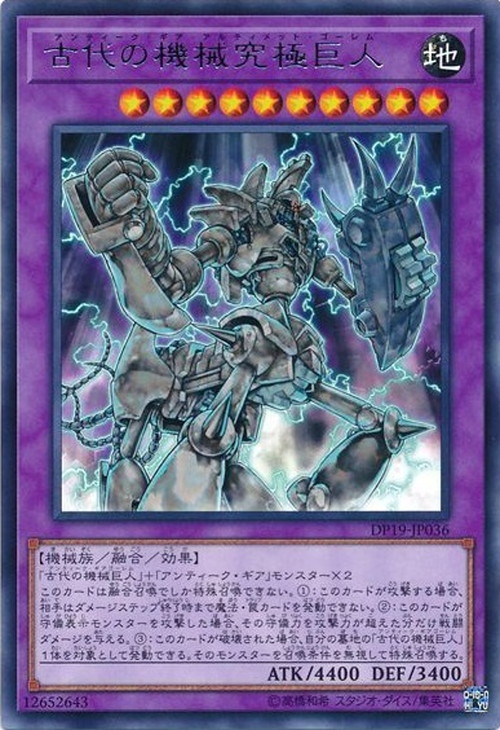 アンティーク・ギア・アルティメット・ゴーレム
古代の機械究極巨人
地
DP19-JP036
【機械族/融合/効果】
「古代の機械巨人」+「アンティーク・ギア」モンスター×2
このカードは融合召喚でしか特殊召喚できない。①:このカードが攻撃する場合、
相手はダメージステップ終了時まで魔法・罠カードを発動できない。②:このカードが
守備表示モンスターを攻撃した場合、その守備力を攻撃力が超えた分だけ戦闘
ダメージを与える。③:このカードが破壊された場合、自分の墓地の「古代の機械巨人」
1体を対象として発動できる。そのモンスターを召喚条件を無視して特殊召喚する。
ATK/4400 DEF/3400
12652643
©高橋和希 スタジオ・ダイス/集英社